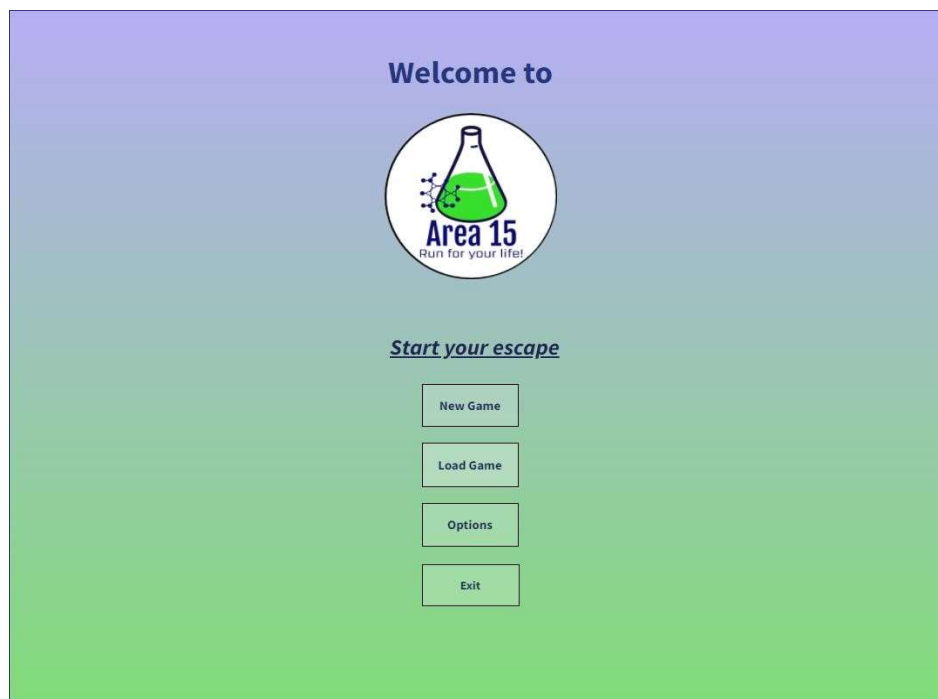 Welcome to
Area 15
Run for your life!
Start your escape
New Game
Load Game
Options
Exit